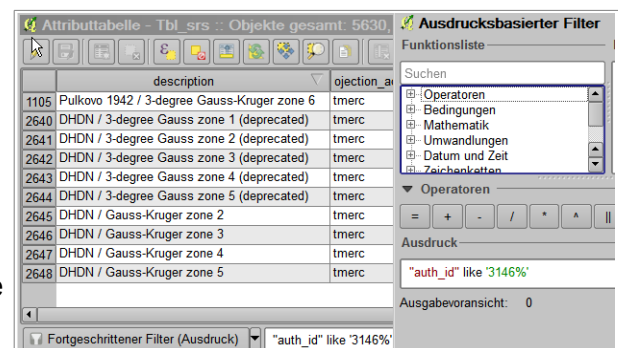 Attributtabelle - Tbl_srs :: Objekte gesamt: 5630,
description
ojection_ac
1105 Pulkovo 1942 / 3-degree Gauss-Kruger zone 6 tmerc
2640 DHDN / 3-degree Gauss zone 1 (deprecated) tmerc
2641 DHDN / 3-degree Gauss zone 2 (deprecated) tmerc
2642 DHDN / 3-degree Gauss zone 3 (deprecated) tmerc
2643 DHDN / 3-degree Gauss zone 4 (deprecated) tmerc
2644 DHDN / 3-degree Gauss zone 5 (deprecated) tmerc
2645 DHDN / Gauss-Kruger zone 2 tmerc
2646 DHDN / Gauss-Kruger zone 3 tmerc
2647 DHDN / Gauss-Kruger zone 4 tmerc
2648 DHDN / Gauss-Kruger zone 5 tmerc
Fortgeschrittener Filter (Ausdruck) "auth_id" like '3146%'
Ausdrucksbasierter Filter
Funktionsliste
Suchen
Operatoren
Bedingungen
Mathematik
Umwandlungen
Datum und Zeit
Zeichenketten
Operatoren
= + - / * ^ ||
Ausdruck
"auth_id" like '3146%'
Ausgabevoransicht: 0
e